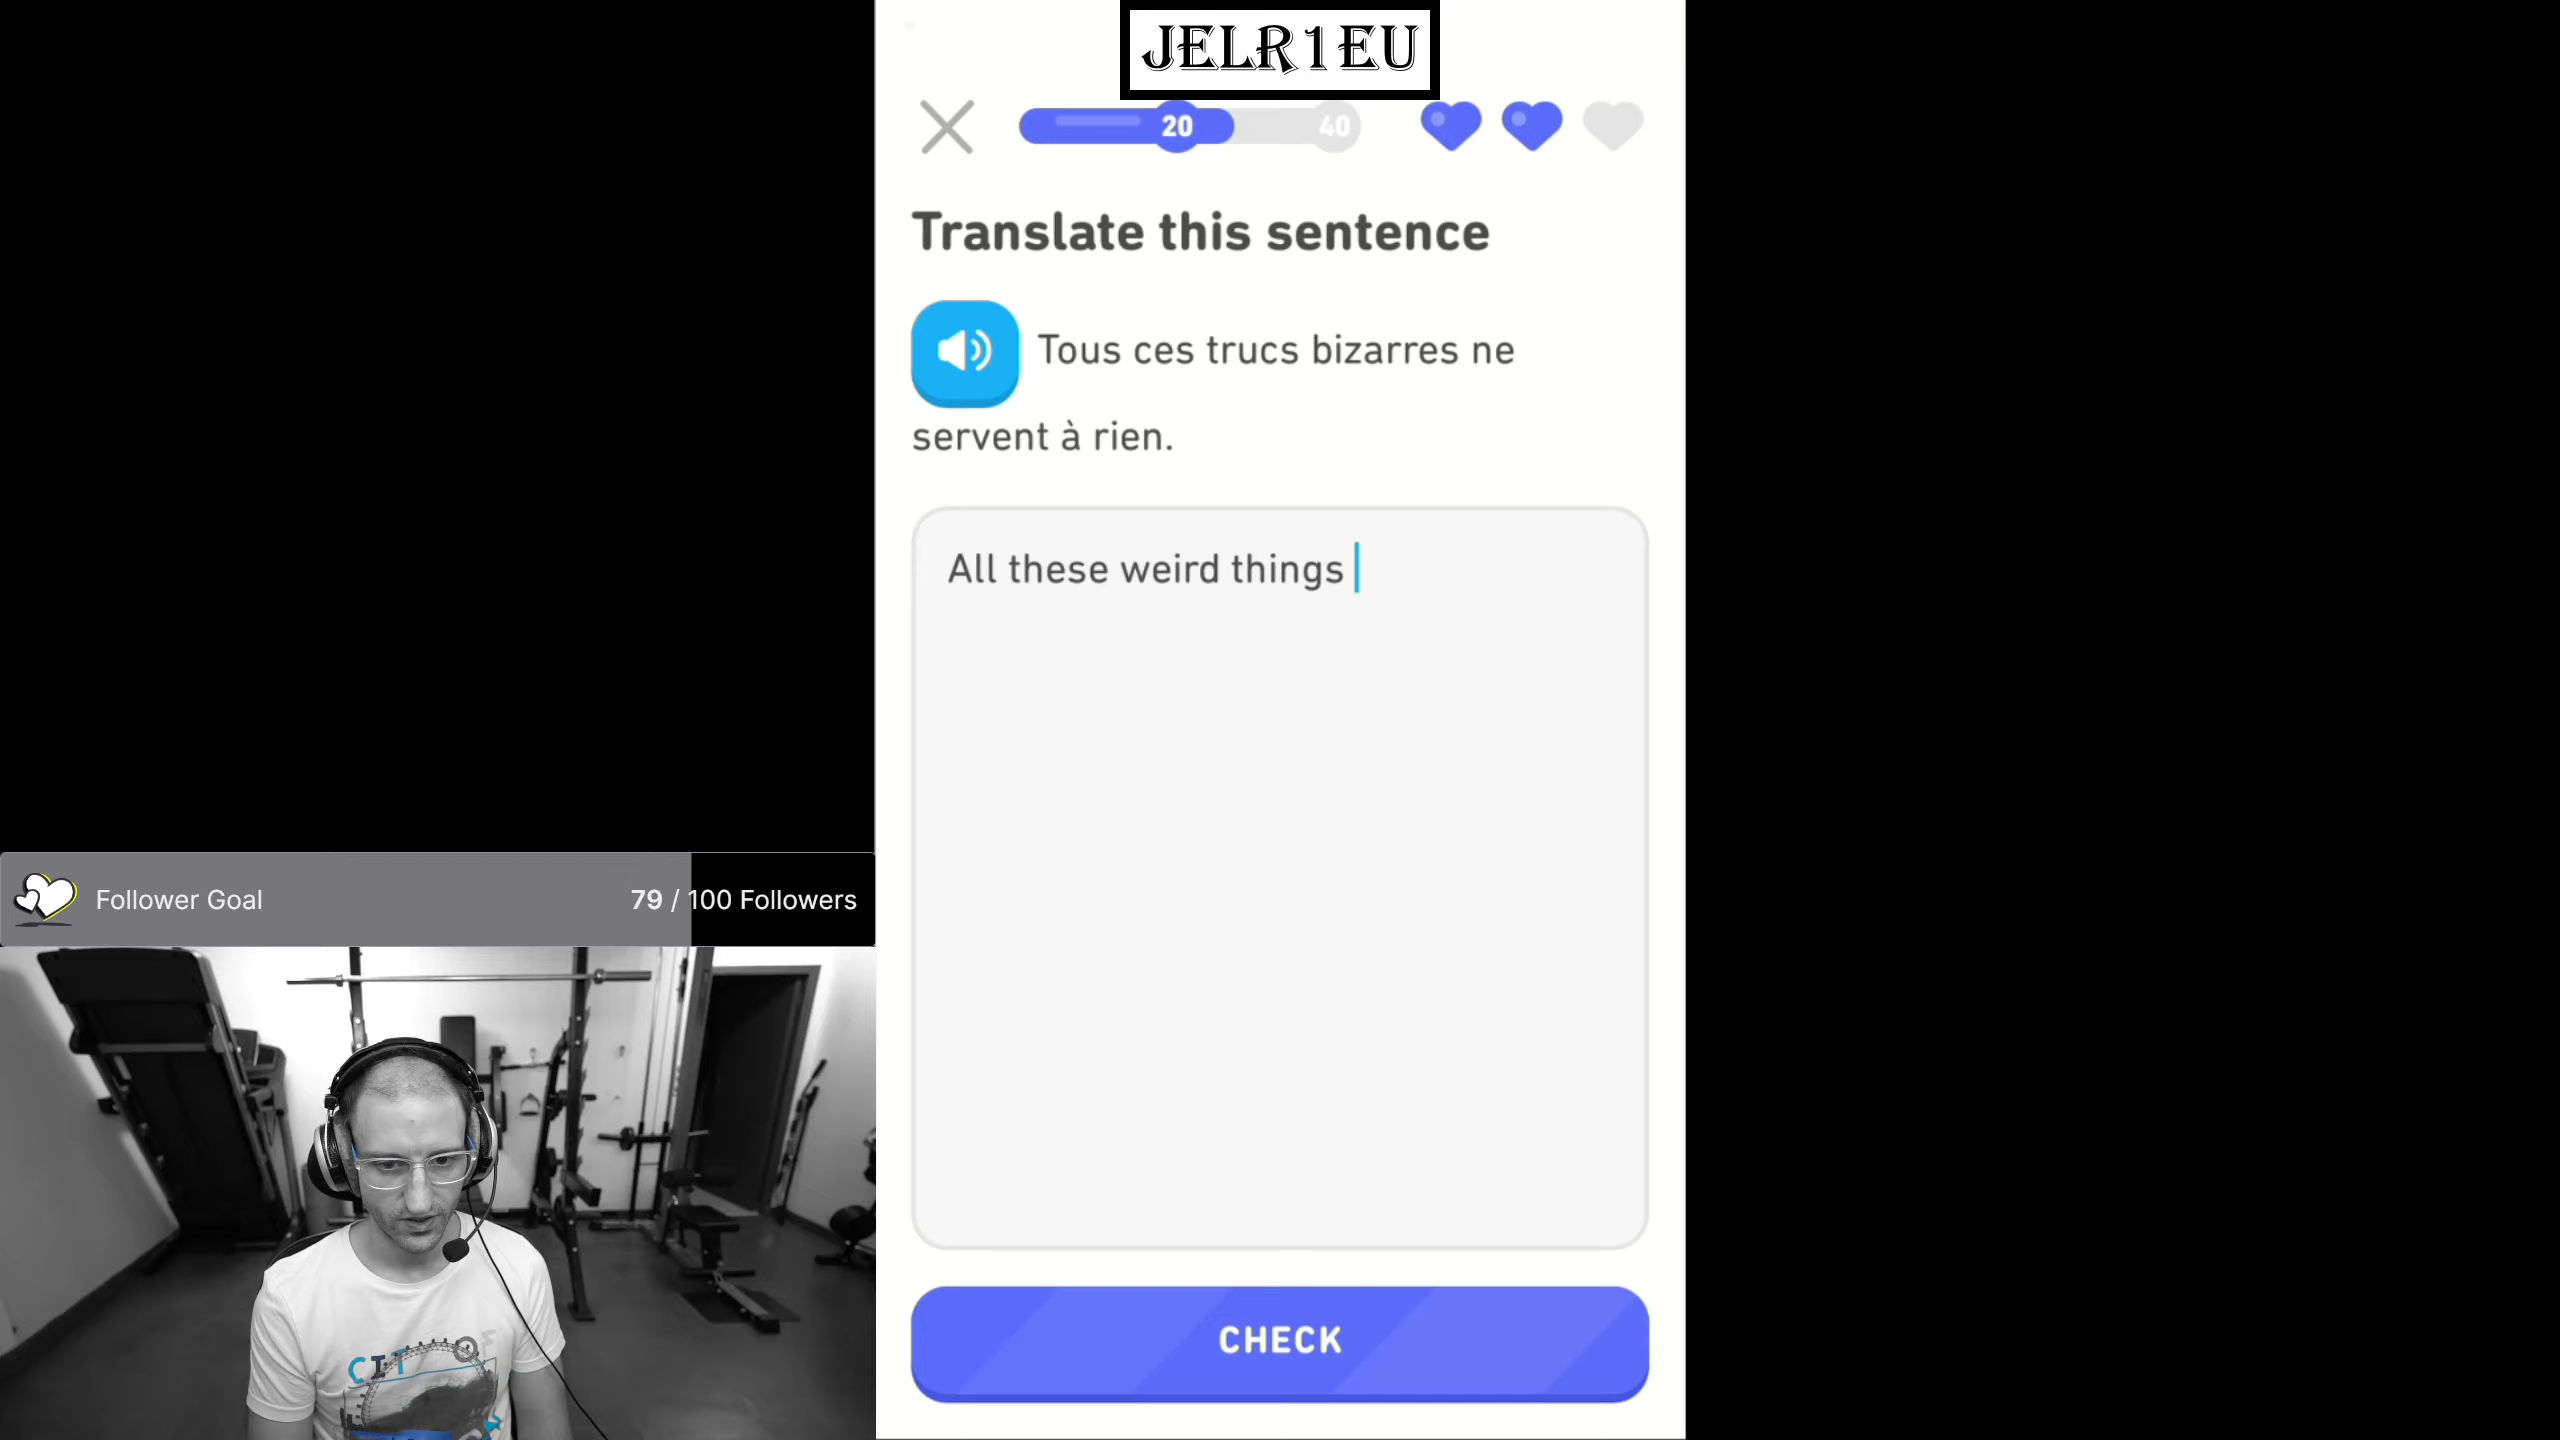 JELR1EU
20
40
Translate this sentence
Tous ces trucs bizarres ne
servent à rien.
All these weird things
CHECK
Follower Goal
79 / 100 Followers
CIT